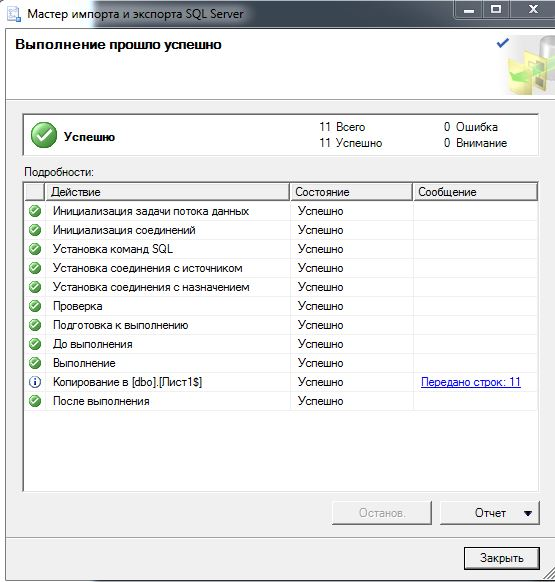 Мастер импорта и экспорта SQL Server
Выполнение прошло успешно
Успешно
11 Всего 0 Ошибка
11 Успешно 0 Внимание
Подробности:
Действие Состояние Сообщение
Инициализация задачи потока данных Успешно
Инициализация соединений Успешно
Установка команд SQL Успешно
Установка соединения с источником Успешно
Установка соединения с назначением Успешно
Проверка Успешно
Подготовка к выполнению Успешно
До выполнения Успешно
Выполнение Успешно
Копирование в [dbo].[Лист1$] Успешно Передано строк: 11
После выполнения Успешно
Останов. Отчет
Закрыть